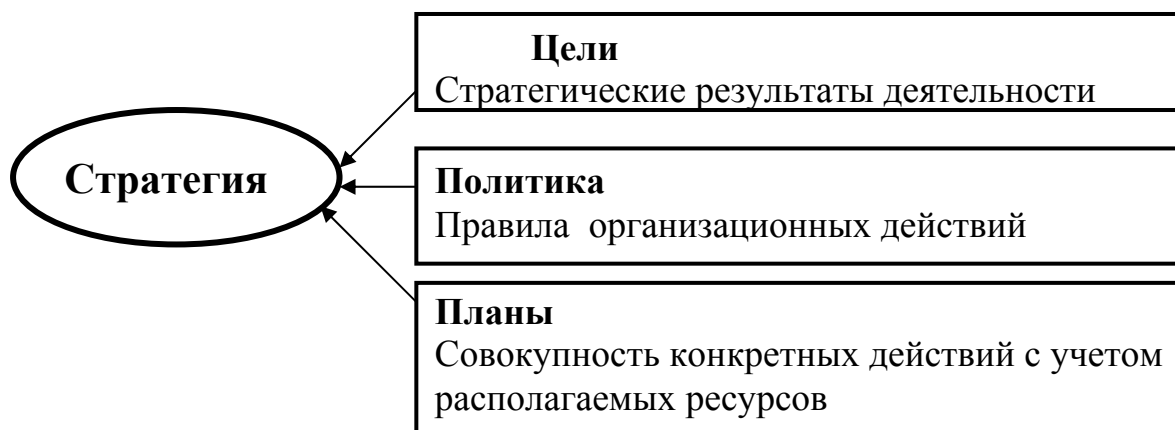 Цели
Стратегические результаты деятельности
Стратегия
Политика
Правила  организационных действий
Планы
Совокупность конкретных действий с учетом
располагаемых ресурсов